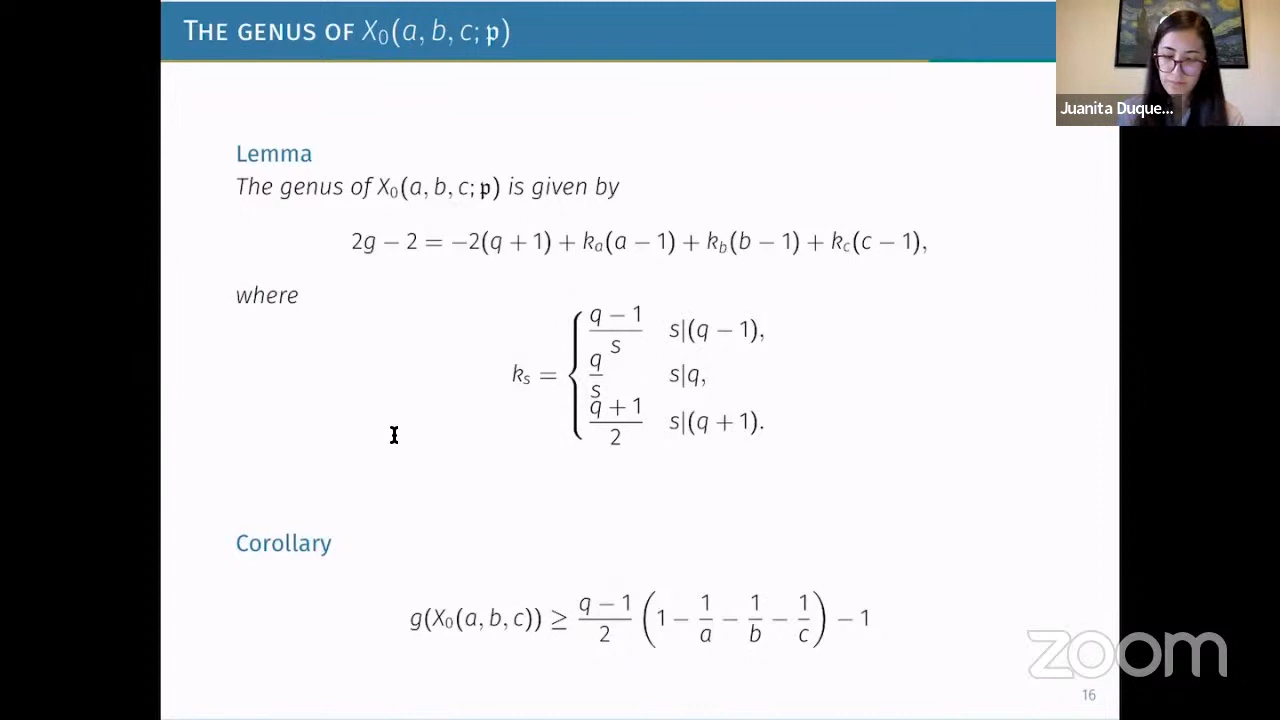 THE GENUS OF X₀(a, b, c; 𝔭)
Juanita Duque...
Lemma
The genus of X₀(a, b, c; 𝔭) is given by
2g − 2 = −2(q + 1) + kₐ(a − 1) + k_b(b − 1) + k_c(c − 1),
where
k_s = { (q − 1)/s   s|(q − 1),
q/s   s|q,
(q + 1)/2   s|(q + 1).
Corollary
g(X₀(a, b, c)) ≥ (q − 1)/2 (1 − 1/a − 1/b − 1/c) − 1
zoom
16